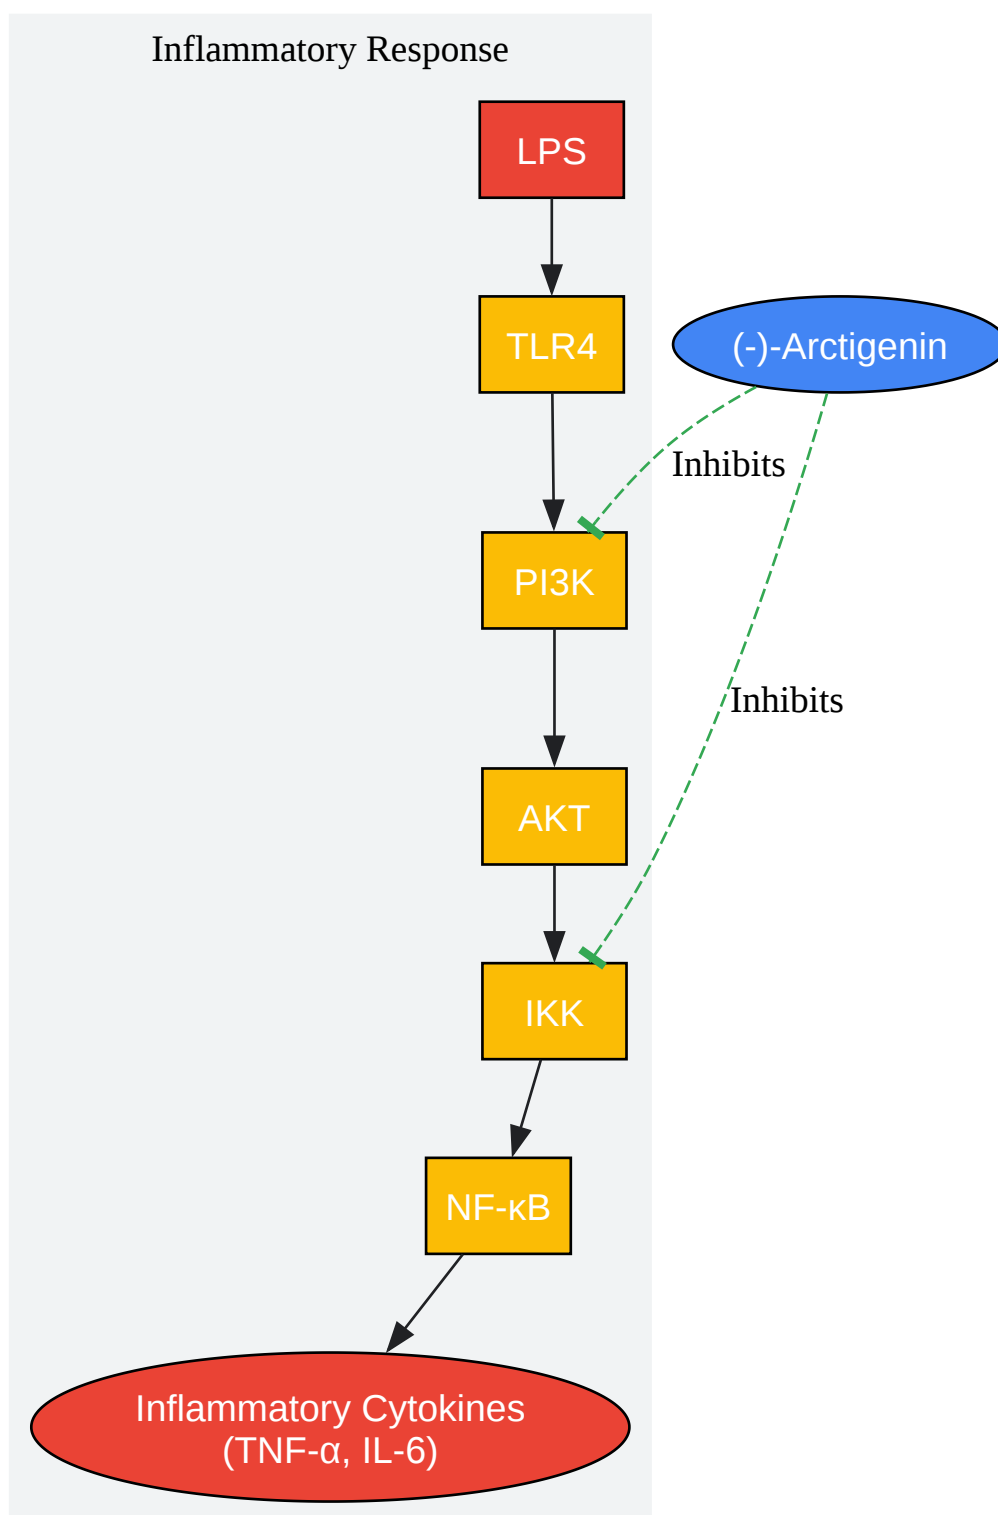 Inflammatory Response
LPS
TLR4
(-)-Arctigenin
Inhibits
PI3K
Inhibits
AKT
IKK
NF-κB
Inflammatory Cytokines
(TNF-α, IL-6)